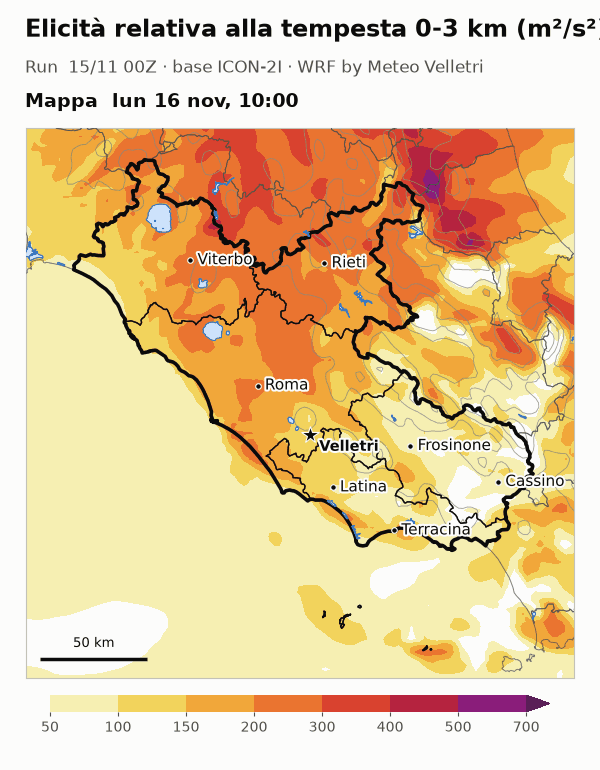 Elicità relativa alla tempesta 0-3 km (m²/s²)
Run 15/11 00Z · base ICON-2I · WRF by Meteo Velletri
Mappa lun 16 nov, 10:00
Viterbo
Rieti
Roma
Velletri
Frosinone
Latina
Cassino
Terracina
50 km
50 100 150 200 300 400 500 700